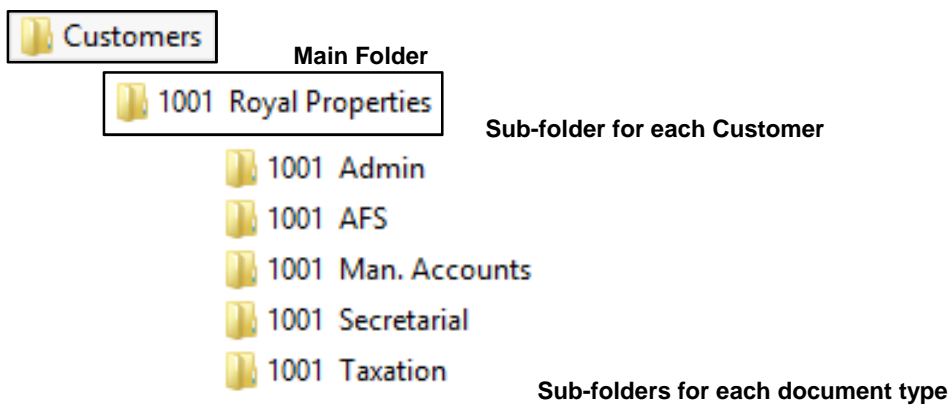 Customers
Main Folder
1001 Royal Properties
Sub-folder for each Customer
1001 Admin
1001 AFS
1001 Man. Accounts
1001 Secretarial
1001 Taxation
Sub-folders for each document type